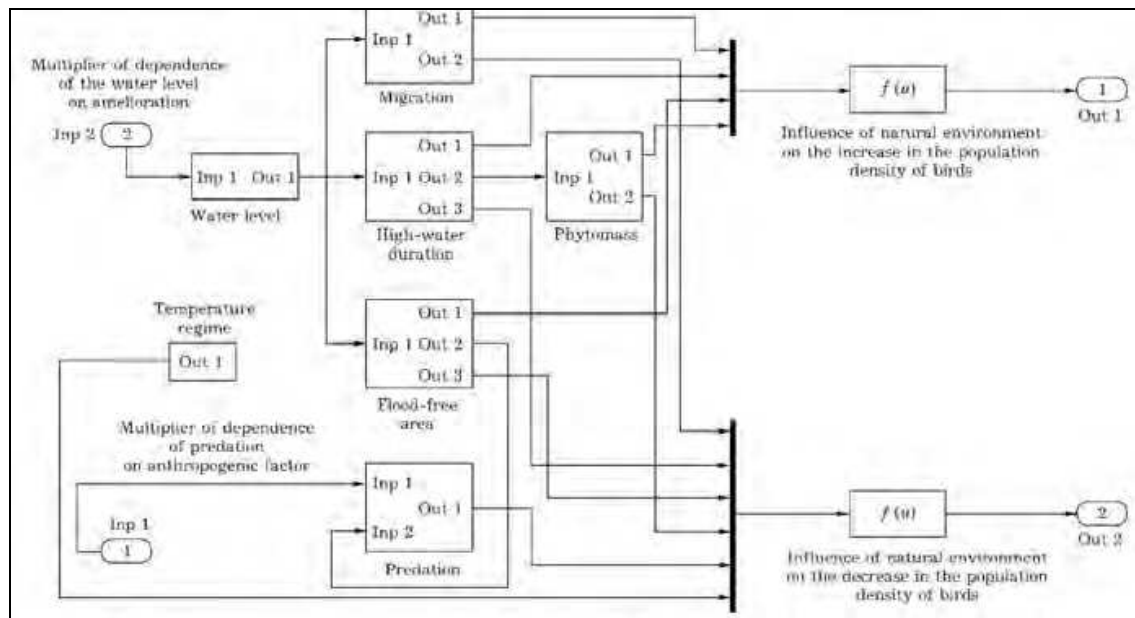 Out 1
Inp 1
Out 2
Migration
Multiplier of dependence
of the water level
on amelioration
Inp 2
2
Inp 1 Out 1
Water level
Out 1
Inp 1 Out 2
Out 3
High-water
duration
Out 1
Inp 1
Out 2
Phytomass
f (u)
1
Out 1
Influence of natural environment
on the increase in the population
density of birds
Temperature
regime
Out 1
Out 1
Inp 1 Out 2
Out 3
Flood-free
area
Multiplier of dependence
of predation
on anthropogenic factor
Inp 1
1
Inp 1
Out 1
Inp 2
Predation
f (u)
2
Out 2
Influence of natural environment
on the decrease in the population
density of birds